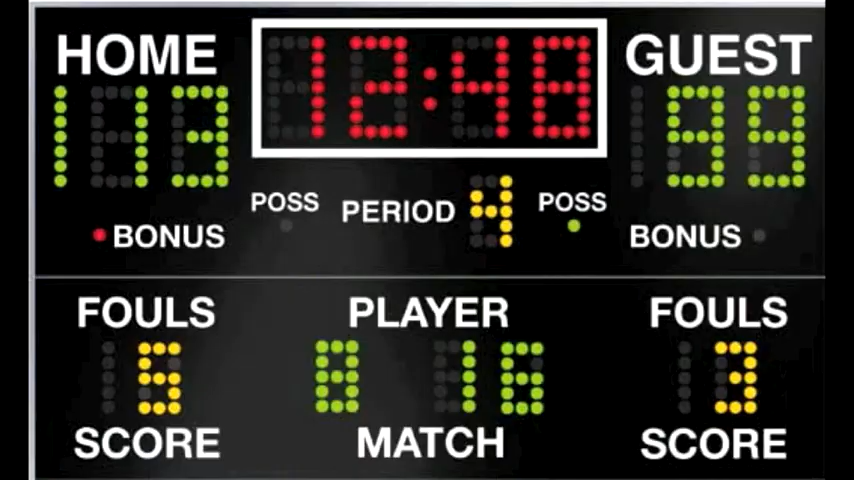 HOME 12:48 GUEST
113 99
POSS PERIOD 4 POSS
BONUS BONUS
FOULS PLAYER FOULS
5 8 16 3
SCORE MATCH SCORE